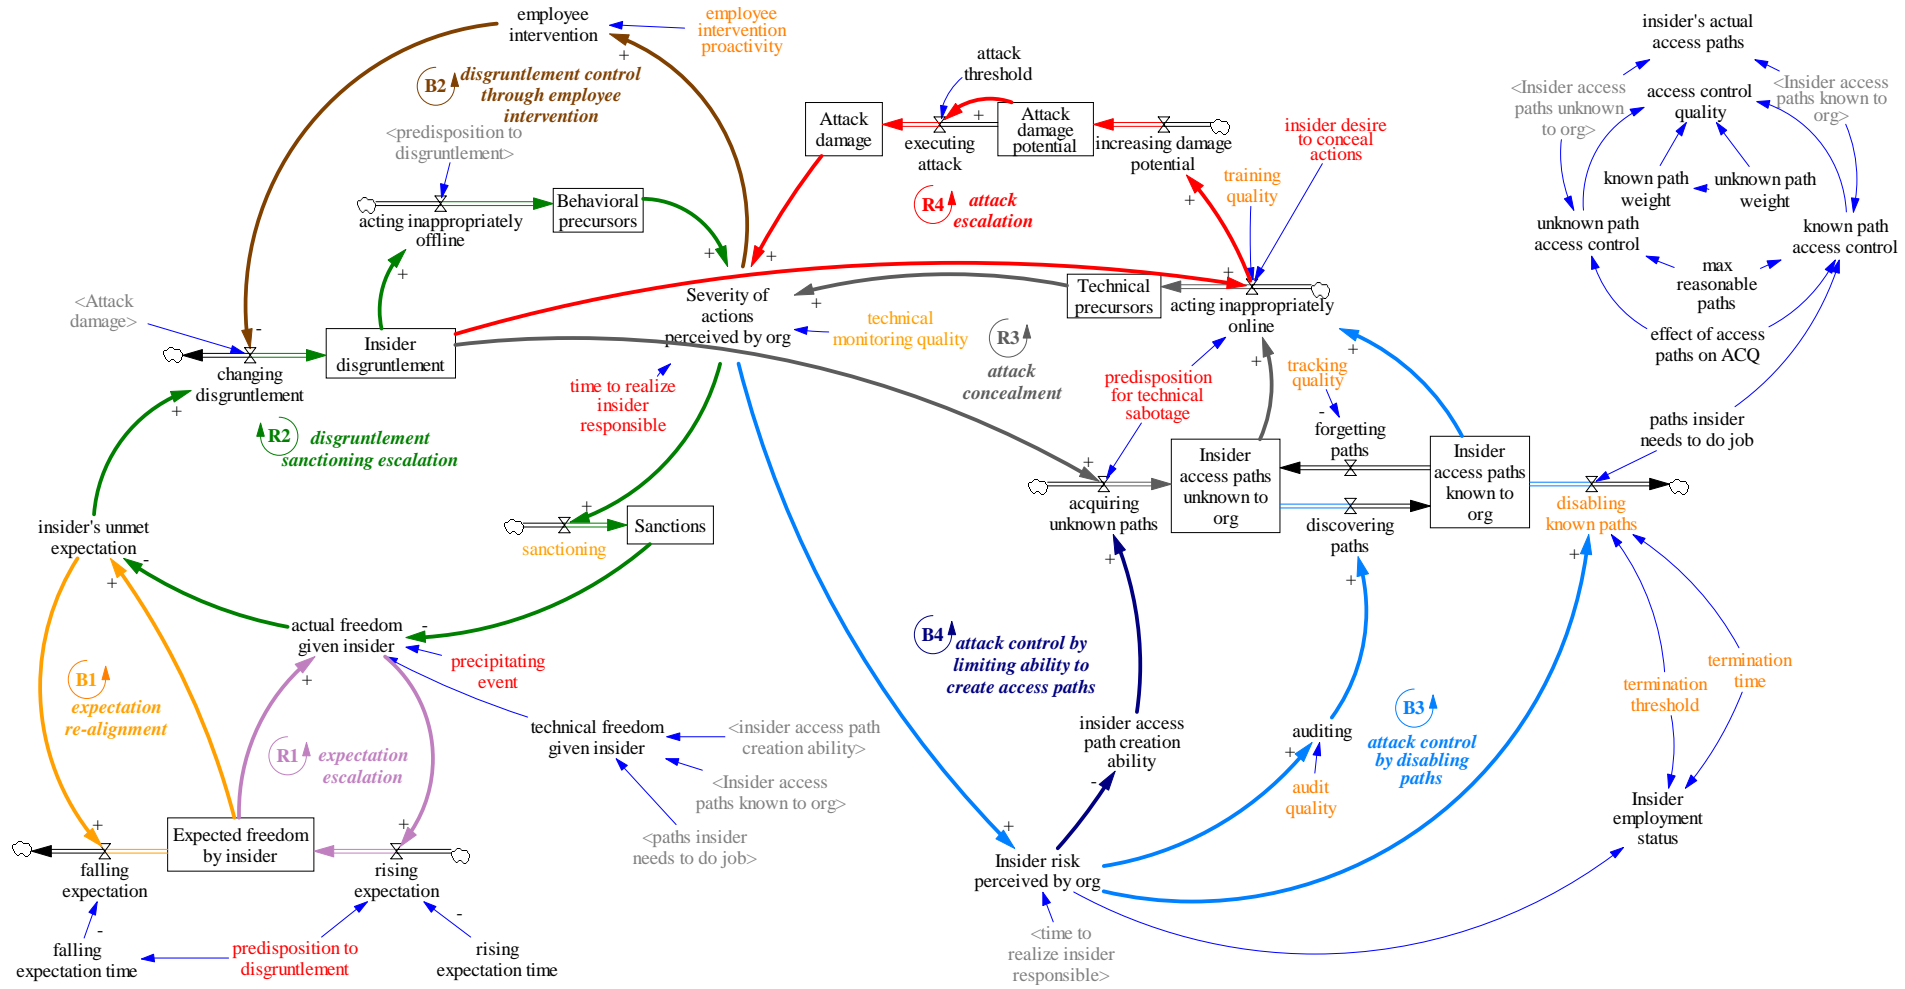 employee
intervention
employee
intervention
proactivity
B2
disgruntlement control
through employee
intervention
+
<predisposition to
disgruntlement>
acting inappropriately
offline
+
Behavioral
precursors
+
<Attack
damage>
-
changing
disgruntlement
+
Insider
disgruntlement
R2
disgruntlement
sanctioning escalation
insider's unmet
expectation
-
+
B1
expectation
re-alignment
actual freedom
given insider
-
+
precipitating
event
R1
expectation
escalation
technical freedom
given insider
<insider access path
creation ability>
<Insider access
paths known to org>
<paths insider
needs to do job>
Expected freedom
by insider
+
falling
expectation
+
rising
expectation
-
falling
expectation time
predisposition to
disgruntlement
-
rising
expectation time
Attack
damage
attack
threshold
+
executing
attack
Attack
damage
potential
increasing damage
potential
+
R4
attack
escalation
+
training
quality
insider desire
to conceal
actions
Severity of
actions
perceived by org
+
technical
monitoring quality
time to realize
insider
responsible
Technical
precursors
+
acting inappropriately
online
+
+
R3
attack
concealment
predisposition
for technical
sabotage
tracking
quality
-
forgetting
paths
+
sanctioning
Sanctions
+
acquiring
unknown paths
+
Insider
access paths
unknown to
org
discovering
paths
+
Insider
access paths
known to
org
disabling
known paths
+
paths insider
needs to do job
B4
attack control by
limiting ability to
create access paths
insider access
path creation
ability
-
auditing
+
audit
quality
B3
attack control
by disabling
paths
termination
threshold
termination
time
Insider
employment
status
+
Insider risk
perceived by org
<time to
realize insider
responsible>
insider's actual
access paths
<Insider access
paths unknown
to org>
<Insider access
paths known to
org>
access control
quality
known path
weight
unknown path
weight
unknown path
access control
known path
access control
max
reasonable
paths
effect of access
paths on ACQ